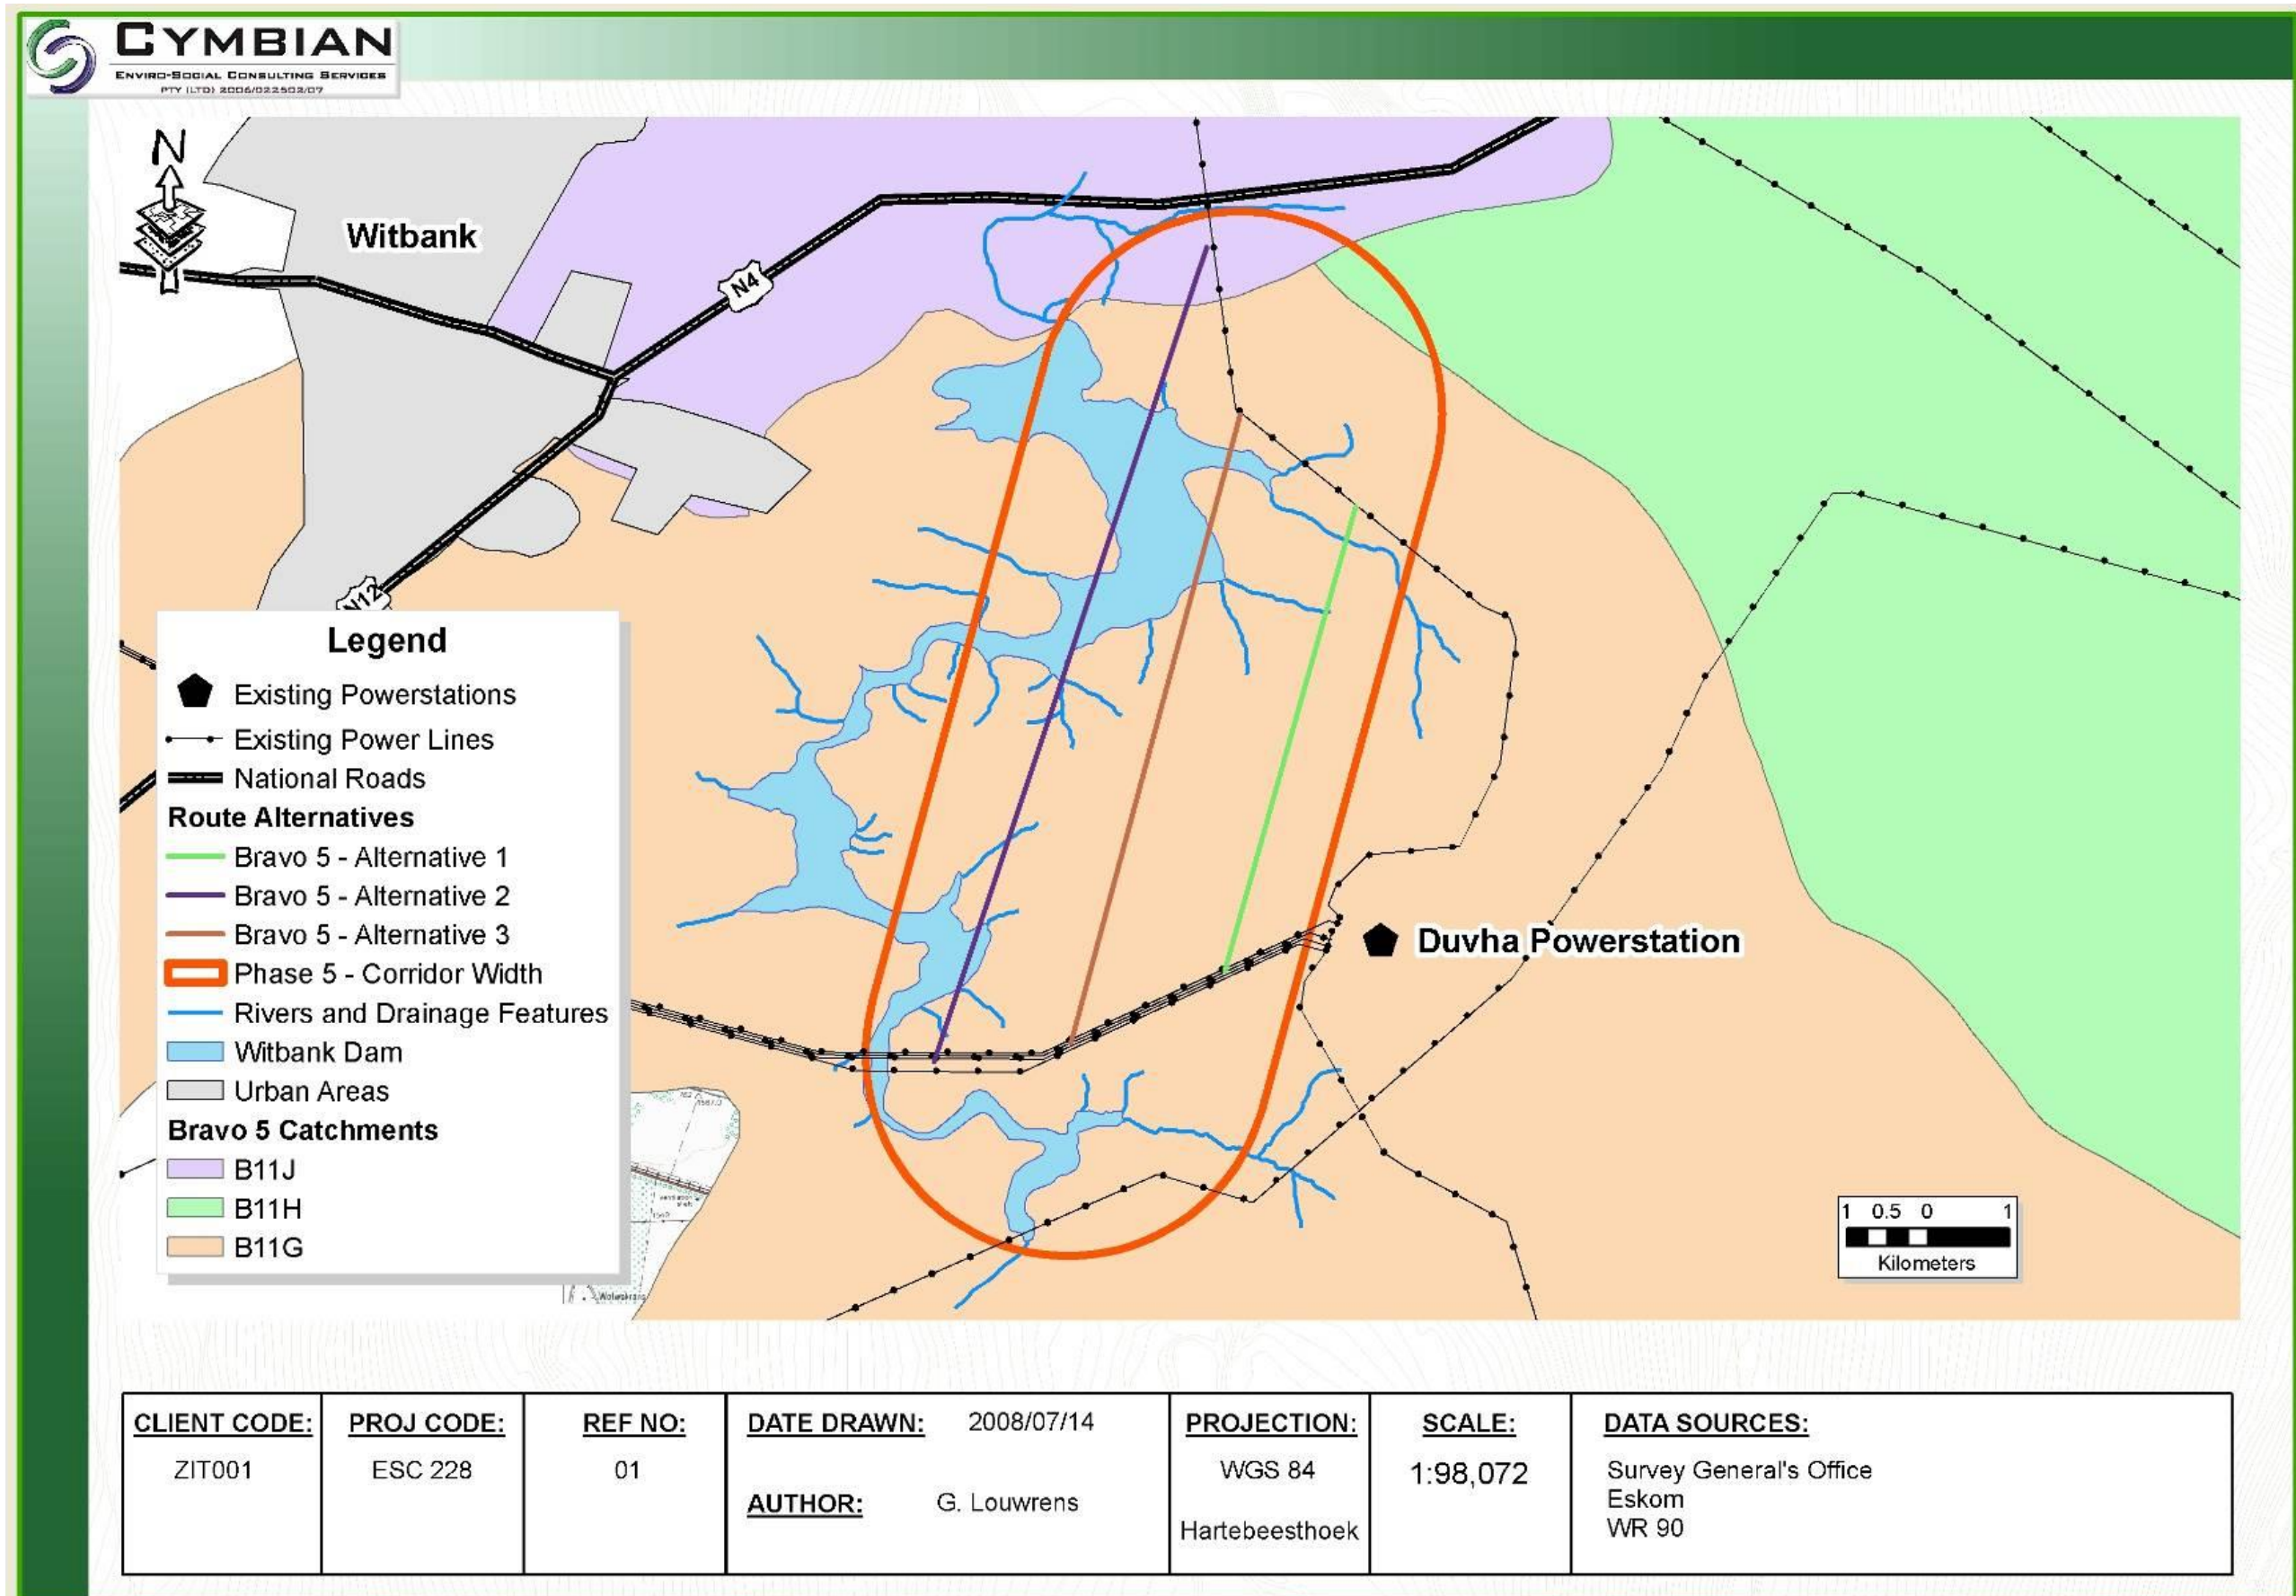 CYMBIAN
ENVIRO-SOCIAL CONSULTING SERVICES
PTY (LTD) 2006/022502/07
N
Witbank
N4
N12
Legend
Existing Powerstations
Existing Power Lines
National Roads
Route Alternatives
Bravo 5 - Alternative 1
Bravo 5 - Alternative 2
Bravo 5 - Alternative 3
Phase 5 - Corridor Width
Rivers and Drainage Features
Witbank Dam
Urban Areas
Bravo 5 Catchments
B11J
B11H
B11G
Duvha Powerstation
1 0.5 0 1
Kilometers
CLIENT CODE:
ZIT001
PROJ CODE:
ESC 228
REF NO:
01
DATE DRAWN: 2008/07/14
AUTHOR: G. Louwrens
PROJECTION:
WGS 84
Hartebeesthoek
SCALE:
1:98,072
DATA SOURCES:
Survey General's Office
Eskom
WR 90